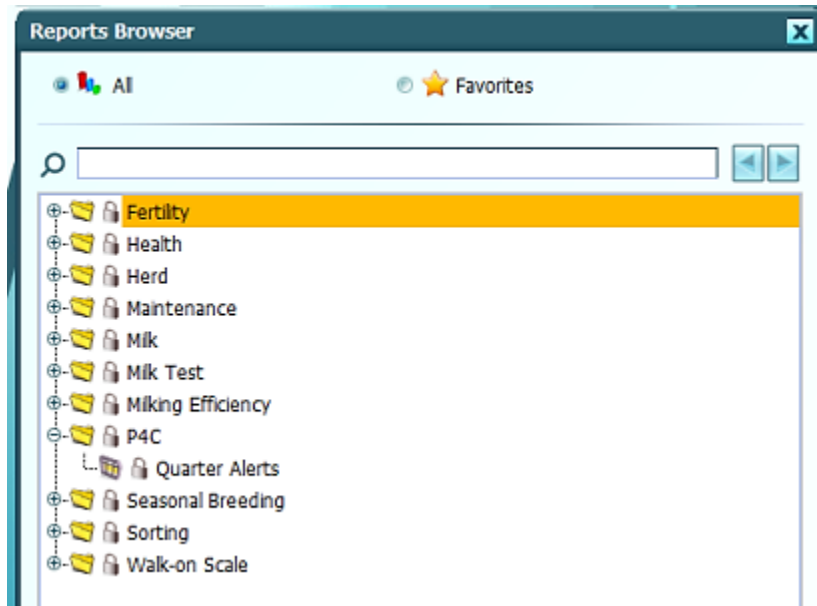 Reports Browser
All Favorites
Fertility
Health
Herd
Maintenance
Milk
Milk Test
Milking Efficiency
P4C
Quarter Alerts
Seasonal Breeding
Sorting
Walk-on Scale